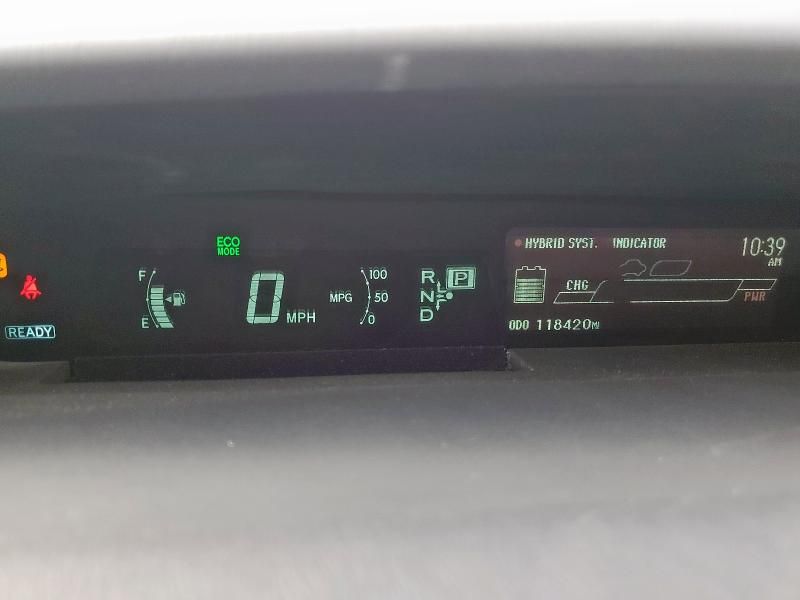 ECO
MODE
HYBRID SYST. INDICATOR
10:39
AM
F
E
0
MPH
MPG
100
50
0
R
N
D
P
CHG
PWR
READY
ODO 118420MI